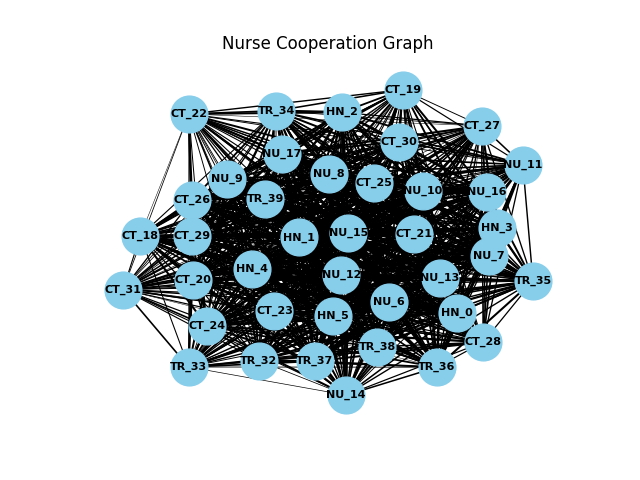 Nurse Cooperation Graph
CT_19
TR_34
HN_2
CT_22
CT_27
CT_30
NU_17
NU_11
NU_8
NU_9
CT_25
NU_10
NU_16
CT_26
TR_39
HN_3
CT_18
CT_29
HN_1
NU_15
CT_21
NU_7
HN_4
NU_12
NU_13
CT_20
TR_35
CT_31
NU_6
CT_23
HN_5
HN_0
CT_24
CT_28
TR_38
TR_32
TR_37
TR_33
TR_36
NU_14